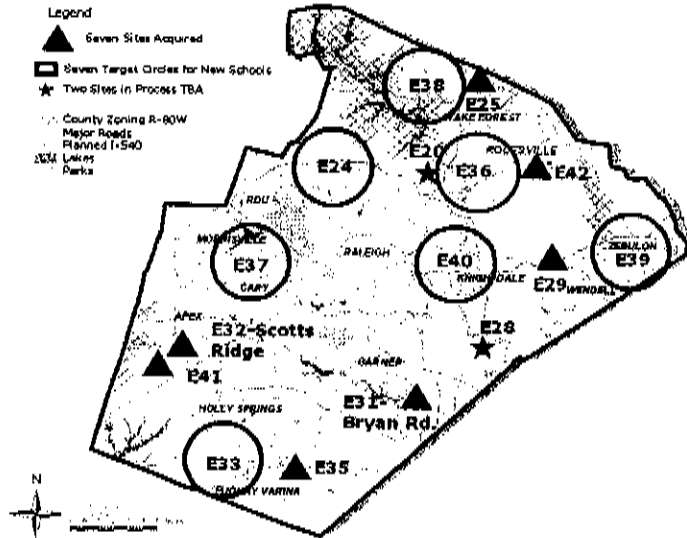 Legend
Seven Sites Acquired
Seven Target Circles for New Schools
Two Sites in Process TBA
County Zoning R-80W
Major Roads
Planned I-540
Lakes
Parks
E38
E25
WAKE FOREST
E20
ROLESVILLE
E24
E36
E42
RDU
MORRISVILLE
RALEIGH
E37
E40
ZEBULON
E39
CARY
KNIGHTDALE
E29
WENDELL
APEX
E32-Scotts
Ridge
E28
E41
GARNER
HOLLY SPRINGS
E31-
Bryan Rd.
E33
E35
FUQUAY VARINA
N